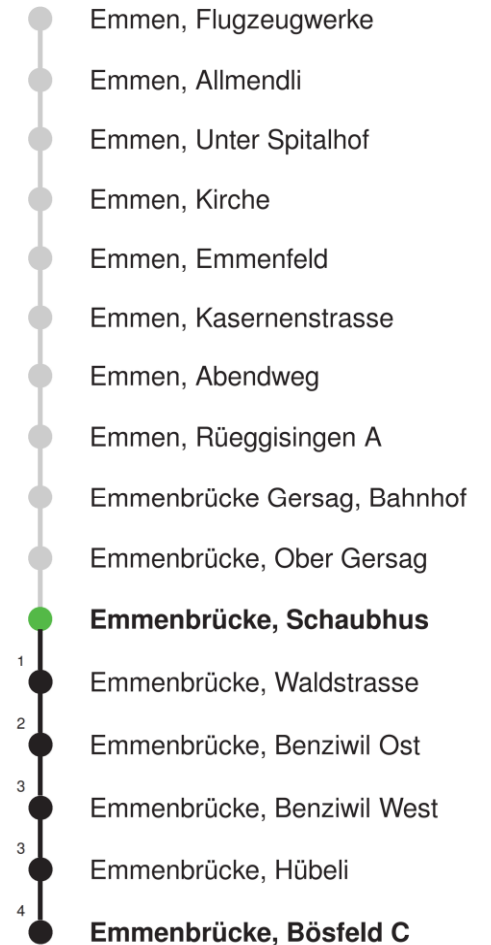 Emmen, Flugzeugwerke
Emmen, Allmendli
Emmen, Unter Spitalhof
Emmen, Kirche
Emmen, Emmenfeld
Emmen, Kasernenstrasse
Emmen, Abendweg
Emmen, Rüeggisingen A
Emmenbrücke Gersag, Bahnhof
Emmenbrücke, Ober Gersag
Emmenbrücke, Schaubhus
1 Emmenbrücke, Waldstrasse
2 Emmenbrücke, Benziwil Ost
3 Emmenbrücke, Benziwil West
3 Emmenbrücke, Hübeli
4 Emmenbrücke, Bösfeld C